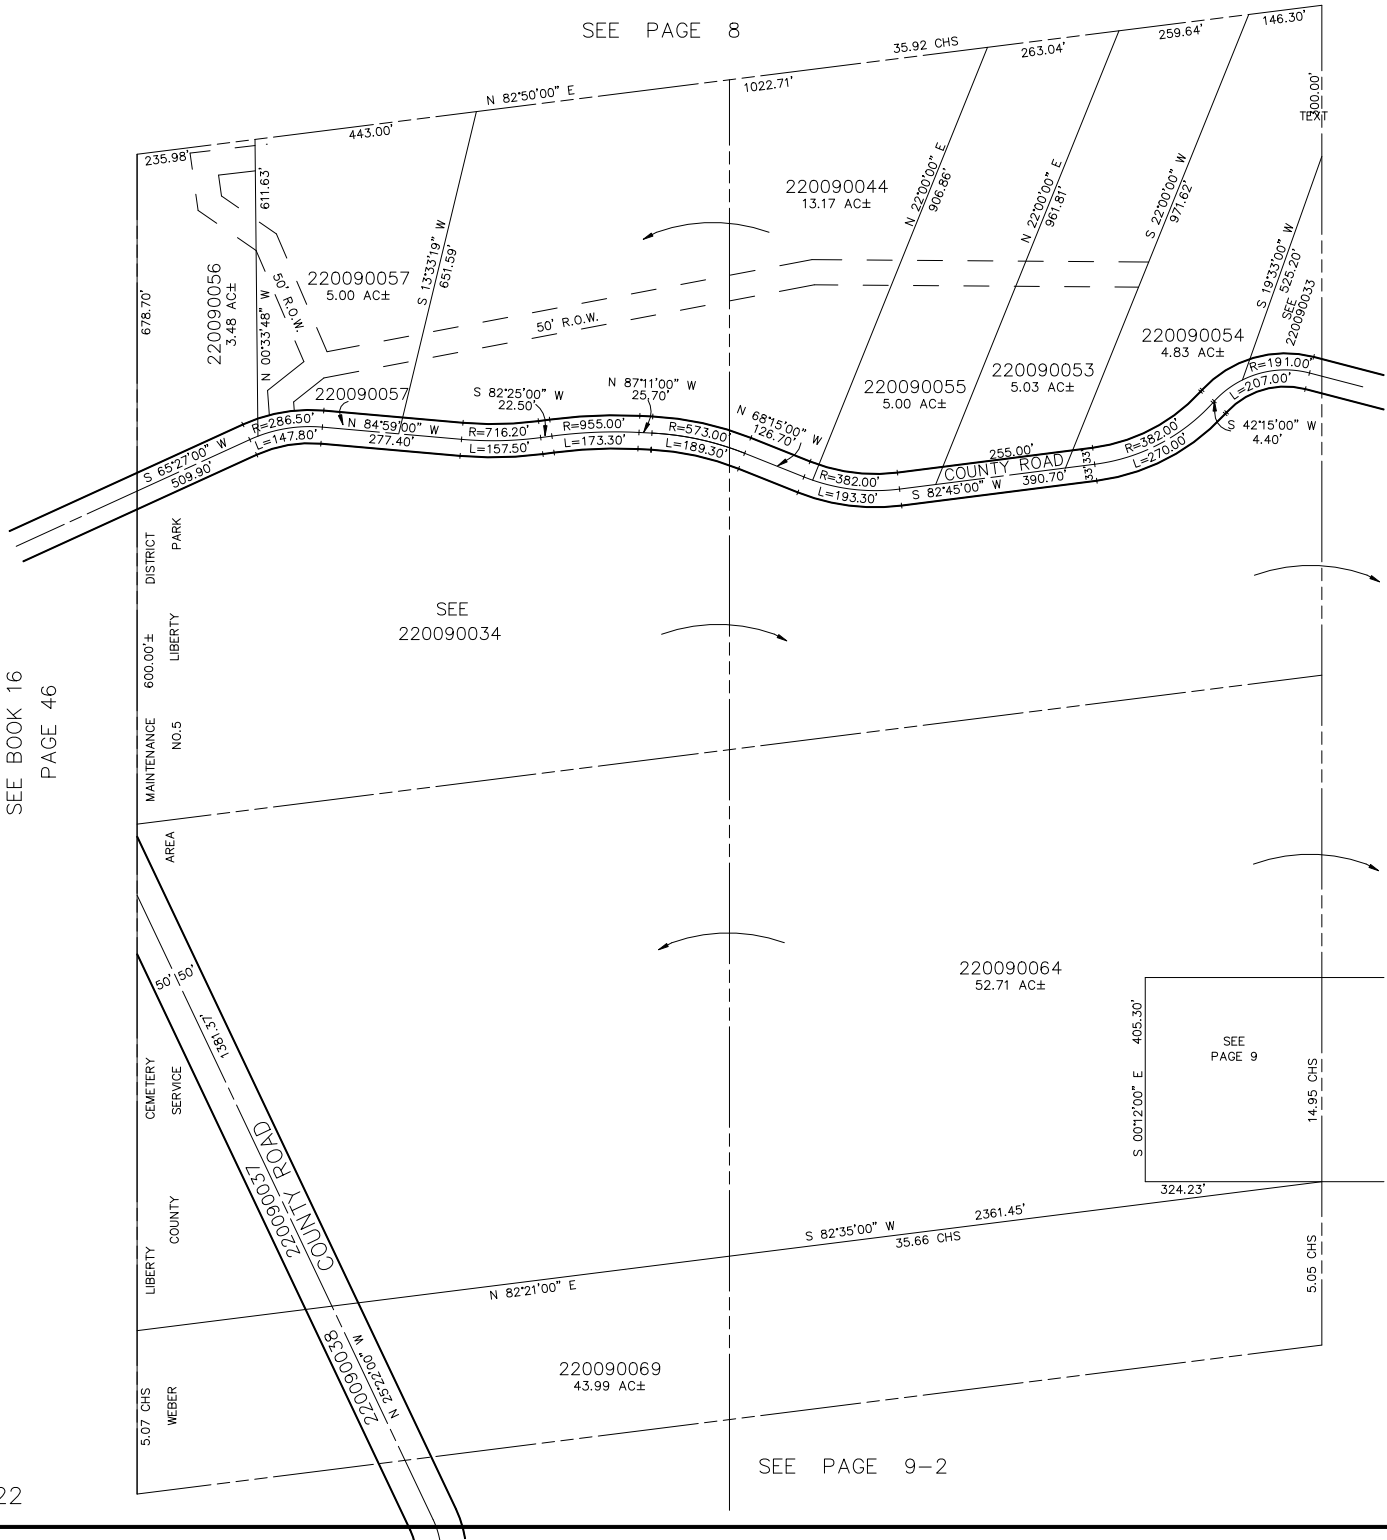 SEE PAGE 8
35.92 CHS
263.04'
259.64'
146.30'
N 82°50'00" E
1022.71'
443.00'
235.98'
300.00'
TEXT
611.63'
678.70'
220090056
3.48 AC±
N 00°33'48" W
50' R.O.W.
220090057
5.00 AC±
S 13°33'19" W
651.59'
220090044
13.17 AC±
N 22°00'00" E
906.86'
N 22°00'00" E
961.81'
S 22°00'00" W
971.62'
S 19°33'00" W
525.20'
SEE
220090033
50' R.O.W.
220090054
4.83 AC±
220090053
5.03 AC±
220090055
5.00 AC±
220090057
S 65°27'00" W
509.90'
R=286.50'
L=147.80'
N 84°59'00" W
277.40'
S 82°25'00" W
22.50'
R=716.20'
L=157.50'
R=955.00'
L=173.30'
N 87°11'00" W
25.70'
R=573.00'
L=189.30'
N 68°15'00" W
126.70'
R=382.00'
L=193.30'
255.00'
COUNTY ROAD
S 82°45'00" W 390.70'
33' 33'
R=382.00'
L=270.00'
R=191.00'
L=207.00'
S 42°15'00" W
4.40'
SEE
220090034
SEE BOOK 16
PAGE 46
MAINTENANCE 600.00'± DISTRICT
NO.5 LIBERTY PARK
AREA
220090064
52.71 AC±
50' 50'
1381.37'
LIBERTY CEMETERY
WEBER COUNTY SERVICE
COUNTY ROAD
220090037
220090038
N 25°22'00" W
405.30'
S 00°12'00" E
SEE
PAGE 9
14.95 CHS
324.23'
S 82°35'00" W 2361.45'
35.66 CHS
N 82°21'00" E
5.05 CHS
5.07 CHS
220090069
43.99 AC±
SEE PAGE 9-2
22